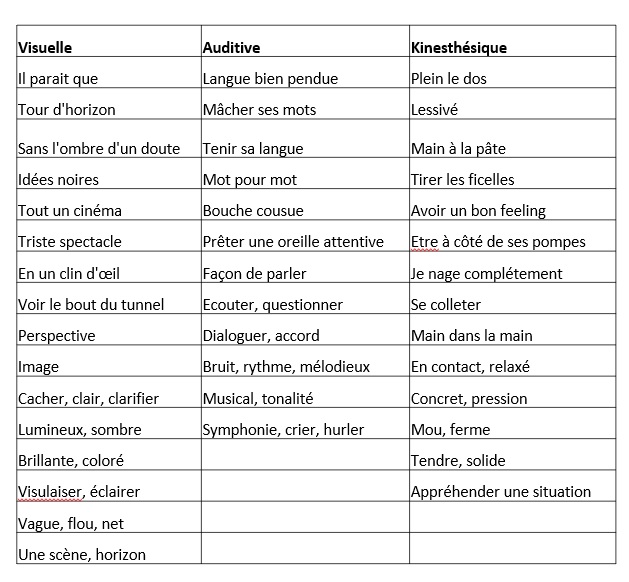 Visuelle Auditive Kinesthésique
Il parait que Langue bien pendue Plein le dos
Tour d'horizon Mâcher ses mots Lessivé
Sans l'ombre d'un doute Tenir sa langue Main à la pâte
Idées noires Mot pour mot Tirer les ficelles
Tout un cinéma Bouche cousue Avoir un bon feeling
Triste spectacle Prêter une oreille attentive Etre à côté de ses pompes
En un clin d'œil Façon de parler Je nage complétement
Voir le bout du tunnel Ecouter, questionner Se colleter
Perspective Dialoguer, accord Main dans la main
Image Bruit, rythme, mélodieux En contact, relaxé
Cacher, clair, clarifier Musical, tonalité Concret, pression
Lumineux, sombre Symphonie, crier, hurler Mou, ferme
Brillante, coloré Tendre, solide
Visulaiser, éclairer Appréhender une situation
Vague, flou, net
Une scène, horizon